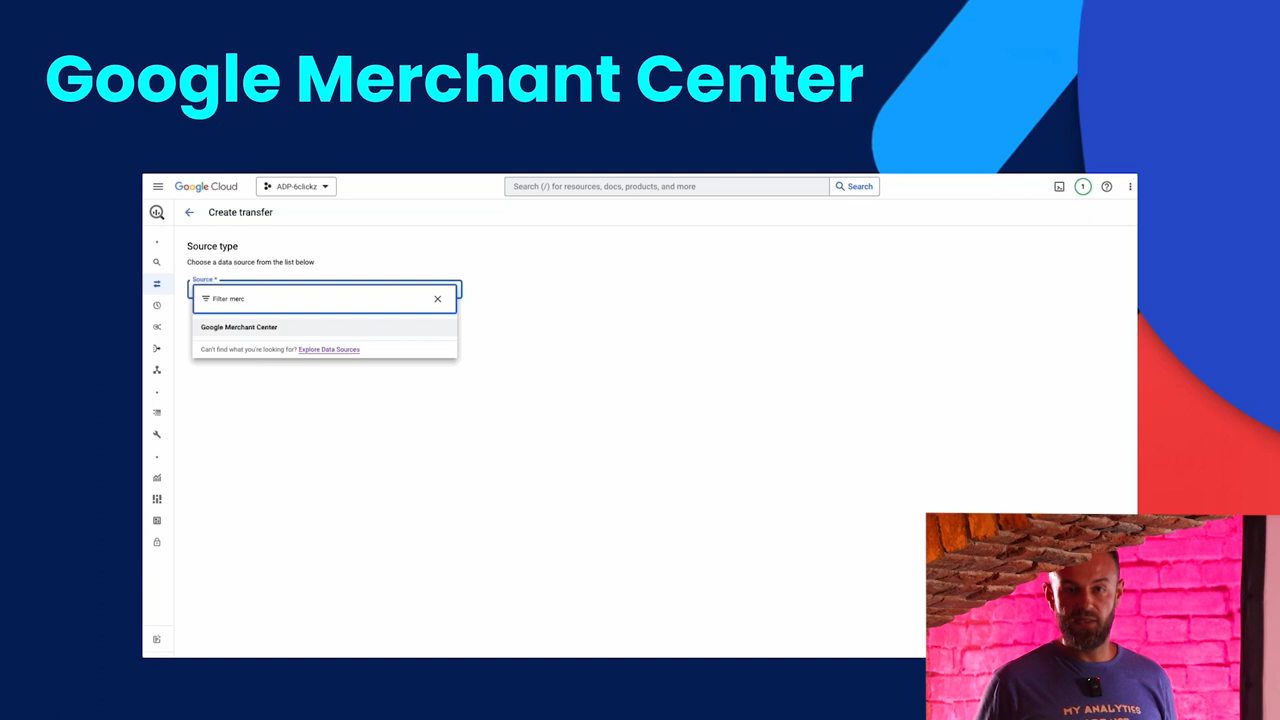 Google Merchant Center
Google Cloud
ADP-6clickz
Search (/) for resources, docs, products, and more
Search
1
Create transfer
Source type
Choose a data source from the list below
Source *
Filter merc
Google Merchant Center
Can't find what you're looking for? Explore Data Sources
MY ANALYTICS